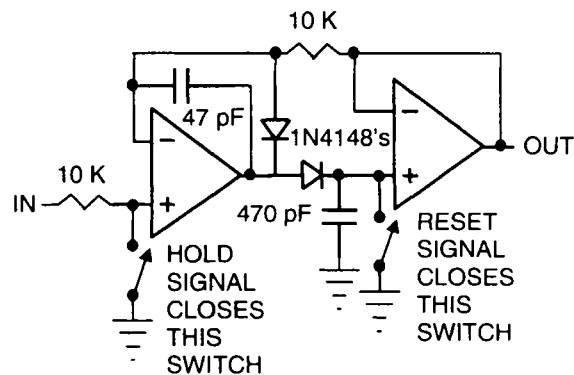 10 K
47 pF
1N4148's
−
−
OUT
10 K
+
+
IN
470 pF
HOLD
SIGNAL
CLOSES
THIS
SWITCH
RESET
SIGNAL
CLOSES
THIS
SWITCH